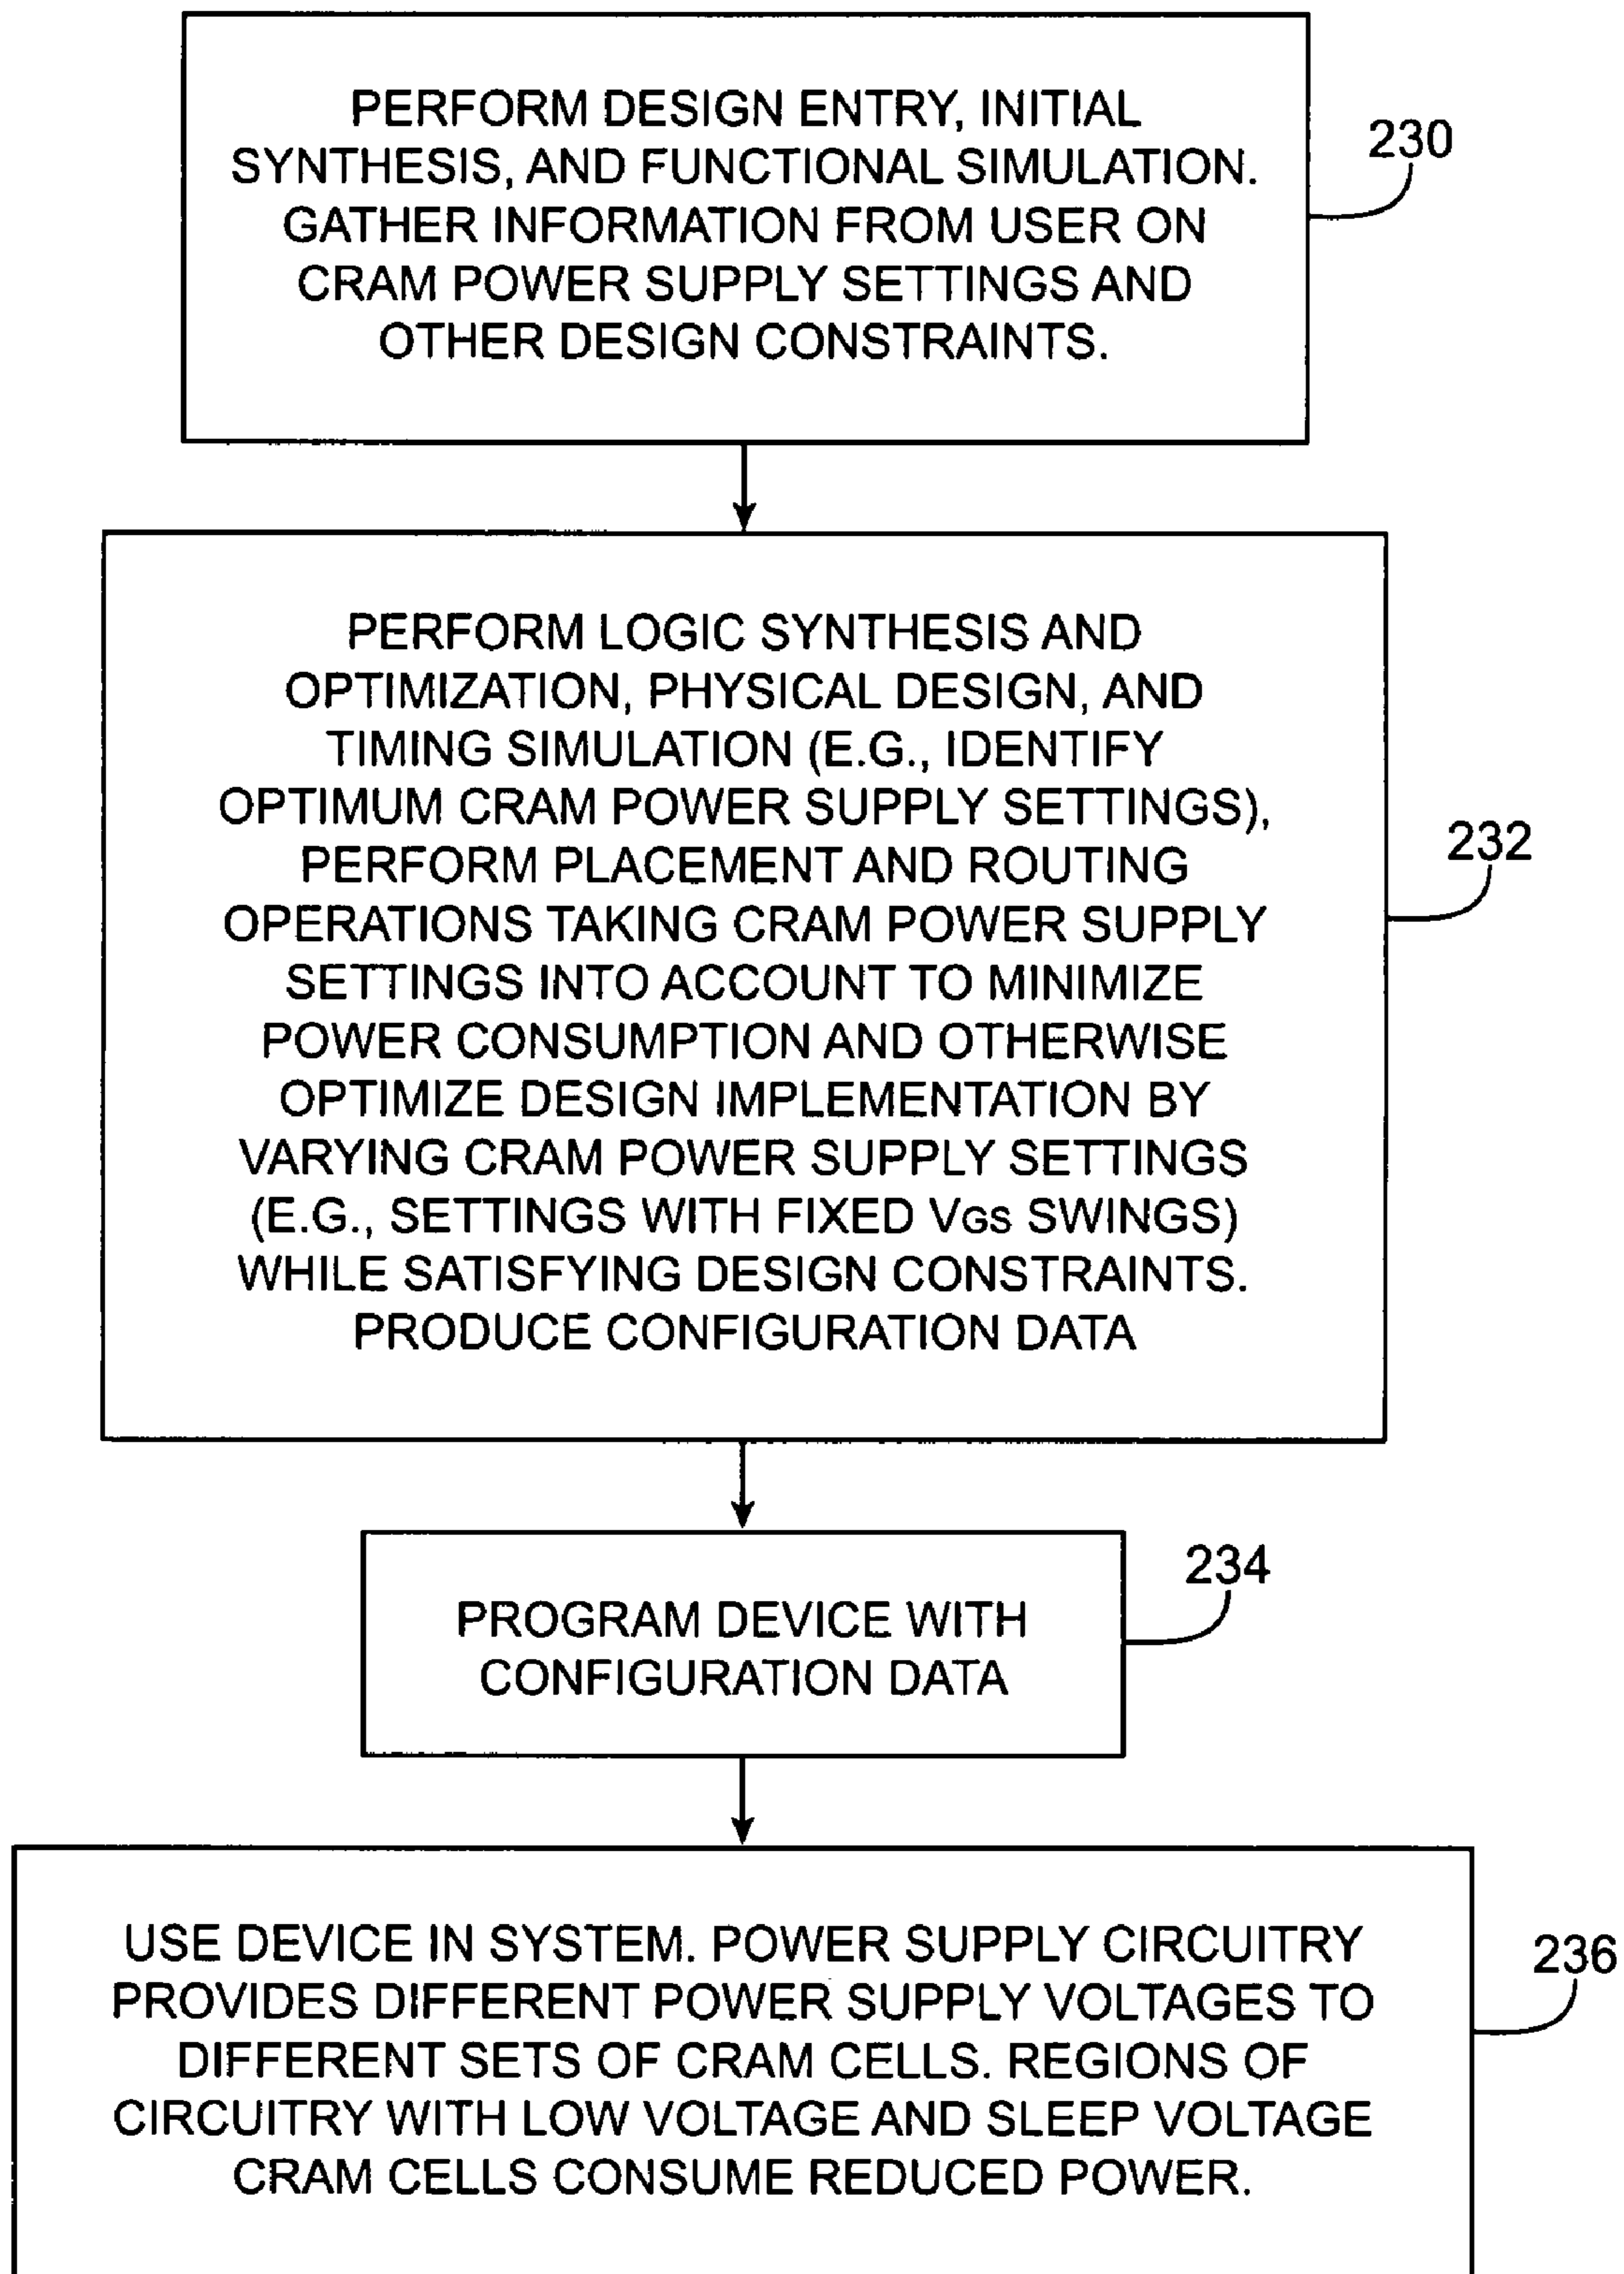 PERFORM DESIGN ENTRY, INITIAL
SYNTHESIS, AND FUNCTIONAL SIMULATION.
GATHER INFORMATION FROM USER ON
CRAM POWER SUPPLY SETTINGS AND
OTHER DESIGN CONSTRAINTS.
230
PERFORM LOGIC SYNTHESIS AND
OPTIMIZATION, PHYSICAL DESIGN, AND
TIMING SIMULATION (E.G., IDENTIFY
OPTIMUM CRAM POWER SUPPLY SETTINGS),
PERFORM PLACEMENT AND ROUTING
OPERATIONS TAKING CRAM POWER SUPPLY
SETTINGS INTO ACCOUNT TO MINIMIZE
POWER CONSUMPTION AND OTHERWISE
OPTIMIZE DESIGN IMPLEMENTATION BY
VARYING CRAM POWER SUPPLY SETTINGS
(E.G., SETTINGS WITH FIXED VGS SWINGS)
WHILE SATISFYING DESIGN CONSTRAINTS.
PRODUCE CONFIGURATION DATA
232
PROGRAM DEVICE WITH
CONFIGURATION DATA
234
USE DEVICE IN SYSTEM. POWER SUPPLY CIRCUITRY
PROVIDES DIFFERENT POWER SUPPLY VOLTAGES TO
DIFFERENT SETS OF CRAM CELLS. REGIONS OF
CIRCUITRY WITH LOW VOLTAGE AND SLEEP VOLTAGE
CRAM CELLS CONSUME REDUCED POWER.
236